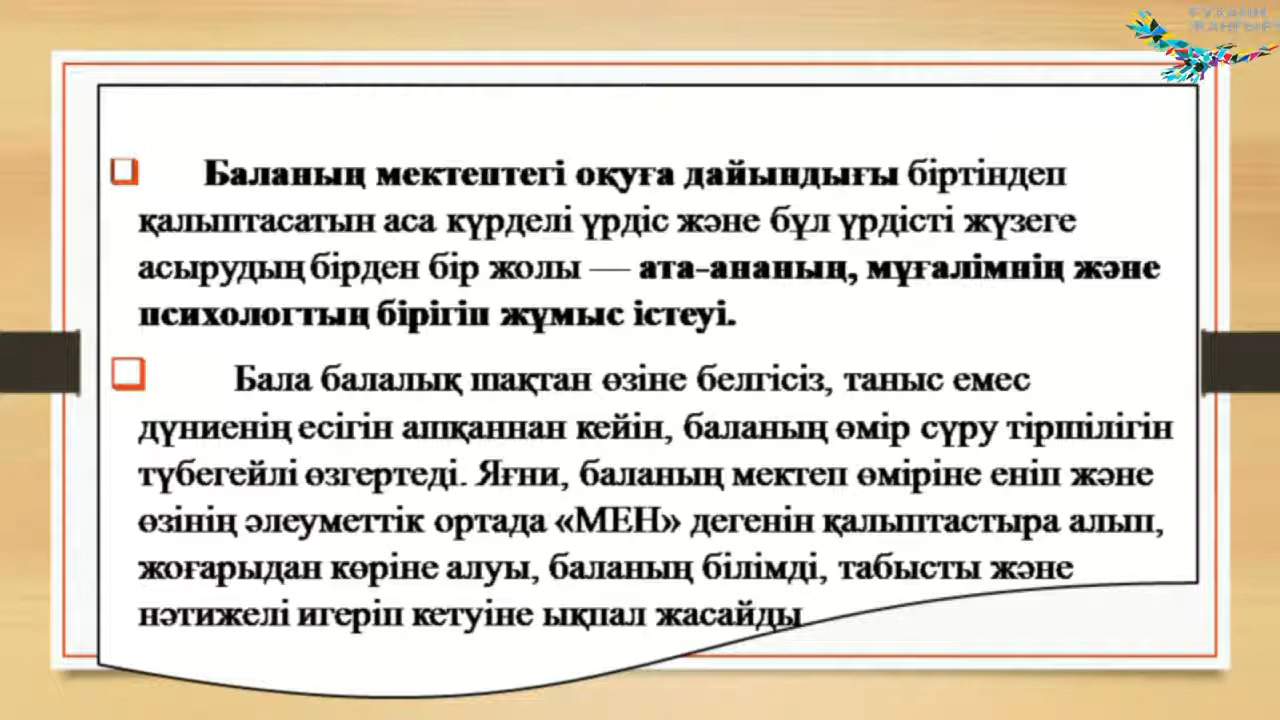 РУХАНИ
ЖАҢҒЫРУ
Баланың мектептегі оқуға дайындығы біртіндеп
қалыптасатын аса күрделі үрдіс және бұл үрдісті жүзеге
асырудың бірден бір жолы — ата-ананың, мұғалімнің және
психологтың бірігіп жұмыс істеуі.
Бала балалық шақтан өзіне белгісіз, таныс емес
дүниенің есігін ашқаннан кейін, баланың өмір сүру тіршілігін
түбегейлі өзгертеді. Яғни, баланың мектеп өміріне еніп және
өзінің әлеуметтік ортада «МЕН» дегенін қалыптастыра алып,
жоғарыдан көріне алуы, баланың білімді, табысты және
нәтижелі игеріп кетуіне ықпал жасайды